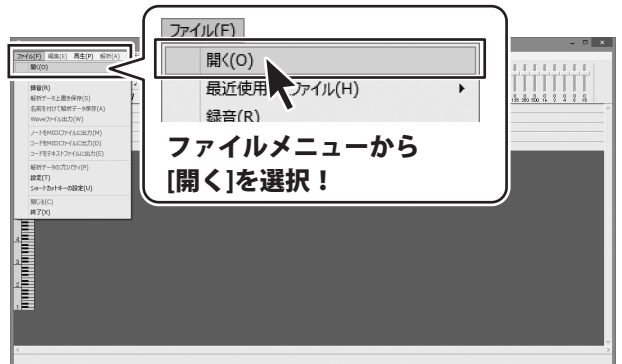 ファイル(F) 編集(E) 再生(P) 解析(A)
開く(O)
録音(R)
解析データ上書き保存(S)
名前を付けて解析データ保存(A)
Waveファイル出力(W)
ノートをMIDIファイルに出力(M)
コードをMIDIファイルに出力(D)
コードをテキストファイルに出力(E)
解析データのプロパティ(P)
設定(T)
ショートカットキーの設定(U)
閉じる(C)
終了(X)
ファイル(F)
開く(O)
最近使用 ファイル(H)
録音(R)
ファイルメニューから
[開く]を選択！
4
3
2
1